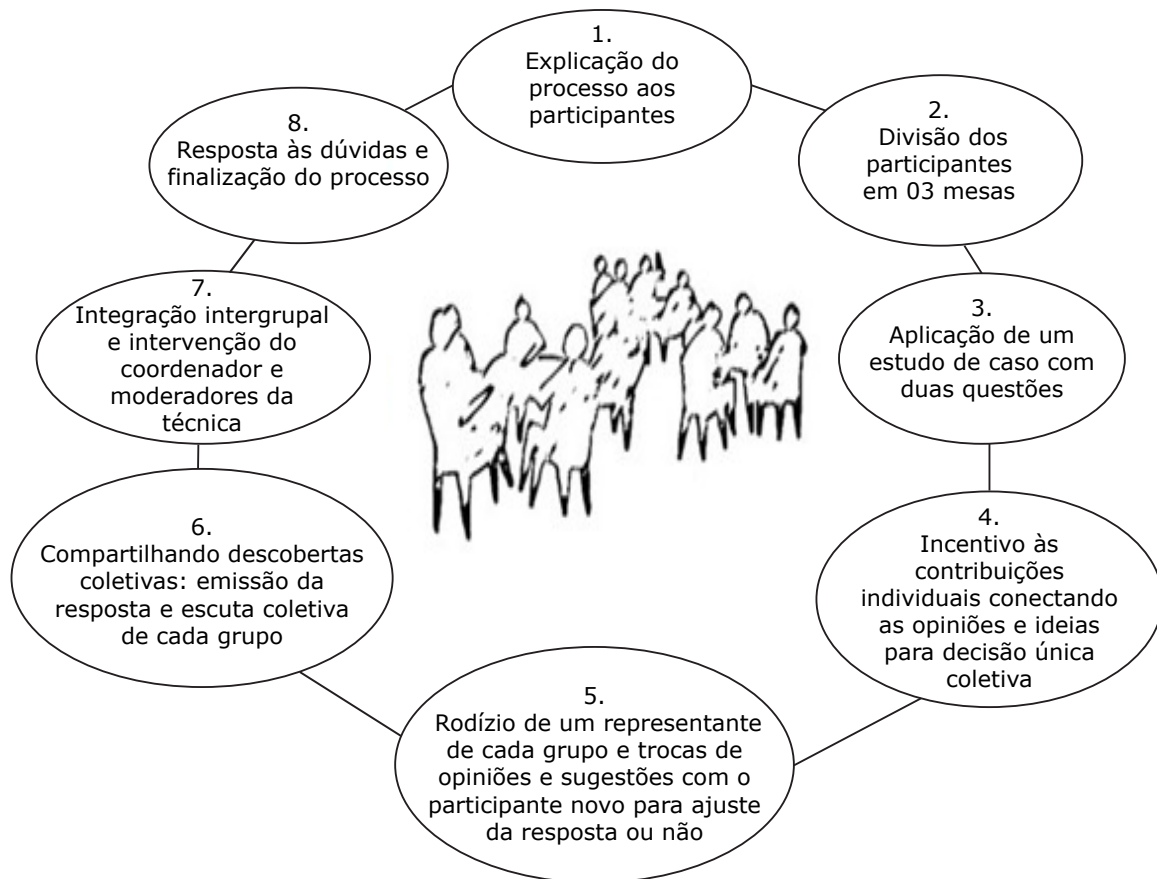 1.
Explicação do
processo aos
participantes
2.
Divisão dos
participantes
em 03 mesas
3.
Aplicação de um
estudo de caso com
duas questões
4.
Incentivo às
contribuições
individuais conectando
as opiniões e ideias
para decisão única
coletiva
5.
Rodízio de um representante
de cada grupo e trocas de
opiniões e sugestões com o
participante novo para ajuste
da resposta ou não
6.
Compartilhando descobertas
coletivas: emissão da
resposta e escuta coletiva
de cada grupo
7.
Integração intergrupal
e intervenção do
coordenador e
moderadores da
técnica
8.
Resposta às dúvidas e
finalização do processo